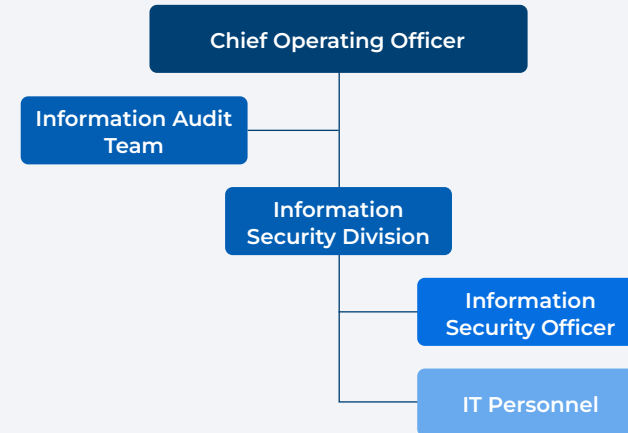 Chief Operating Officer
Information Audit
Team
Information
Security Division
Information
Security Officer
IT Personnel